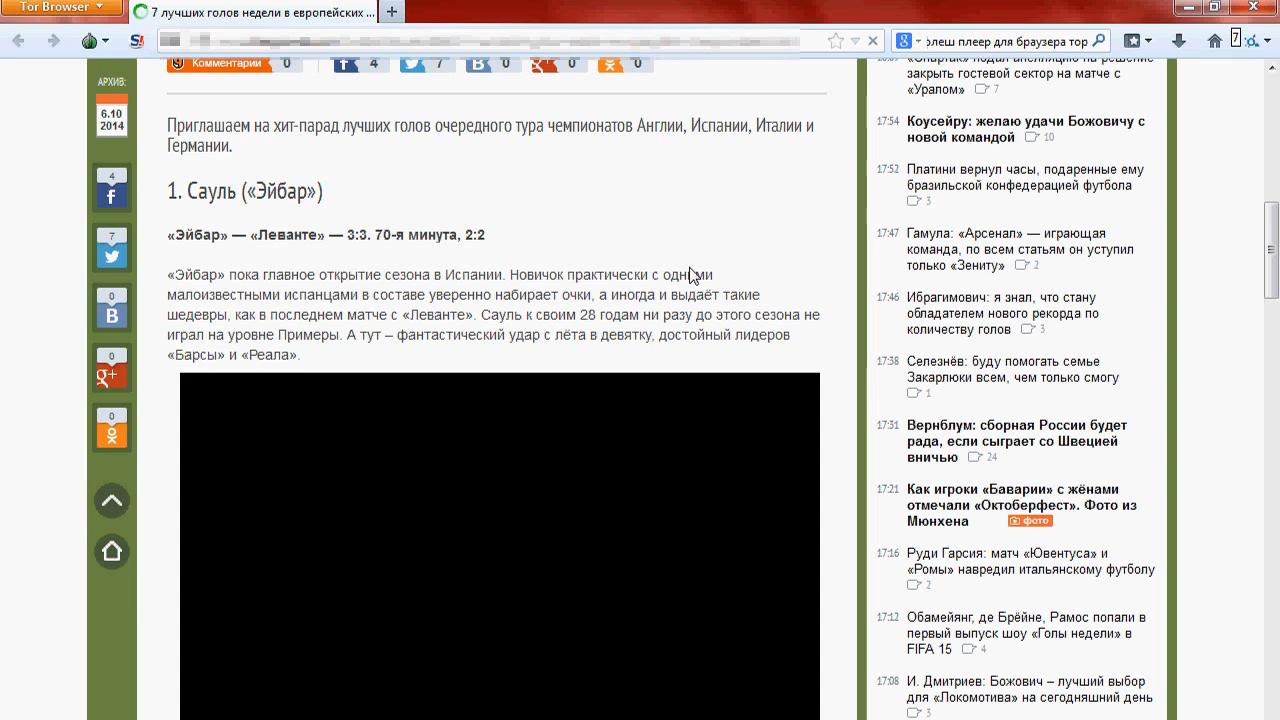 Tor Browser
7 лучших голов недели в европейских ...
олеш плеер для браузера тор
7
АРХИВ:
6.10
2014
4
7
0
0
0
Комментарии 0
4
7
0
0
0
Приглашаем на хит-парад лучших голов очередного тура чемпионатов Англии, Испании, Италии и
Германии.
1. Сауль («Эйбар»)
«Эйбар» — «Леванте» — 3:3. 70-я минута, 2:2
«Эйбар» пока главное открытие сезона в Испании. Новичок практически с одними
малоизвестными испанцами в составе уверенно набирает очки, а иногда и выдаёт такие
шедевры, как в последнем матче с «Леванте». Сауль к своим 28 годам ни разу до этого сезона не
играл на уровне Примеры. А тут – фантастический удар с лёта в девятку, достойный лидеров
«Барсы» и «Реала».
«Спартак» подал апелляцию на решение
закрыть гостевой сектор на матче с
«Уралом» 7
17:54 Коусейру: желаю удачи Божовичу с
новой командой 10
17:52 Платини вернул часы, подаренные ему
бразильской конфедерацией футбола
3
17:47 Гамула: «Арсенал» — играющая
команда, по всем статьям он уступил
только «Зениту» 2
17:46 Ибрагимович: я знал, что стану
обладателем нового рекорда по
количеству голов 3
17:38 Селезнёв: буду помогать семье
Закарлюки всем, чем только смогу
1
17:31 Вернблум: сборная России будет
рада, если сыграет со Швецией
вничью 24
17:21 Как игроки «Баварии» с жёнами
отмечали «Октоберфест». Фото из
Мюнхена фото
17:16 Руди Гарсия: матч «Ювентуса» и
«Ромы» навредил итальянскому футболу
2
17:12 Обамейянг, де Брёйне, Рамос попали в
первый выпуск шоу «Голы недели» в
FIFA 15 4
17:08 И. Дмитриев: Божович – лучший выбор
для «Локомотива» на сегодняшний день
3